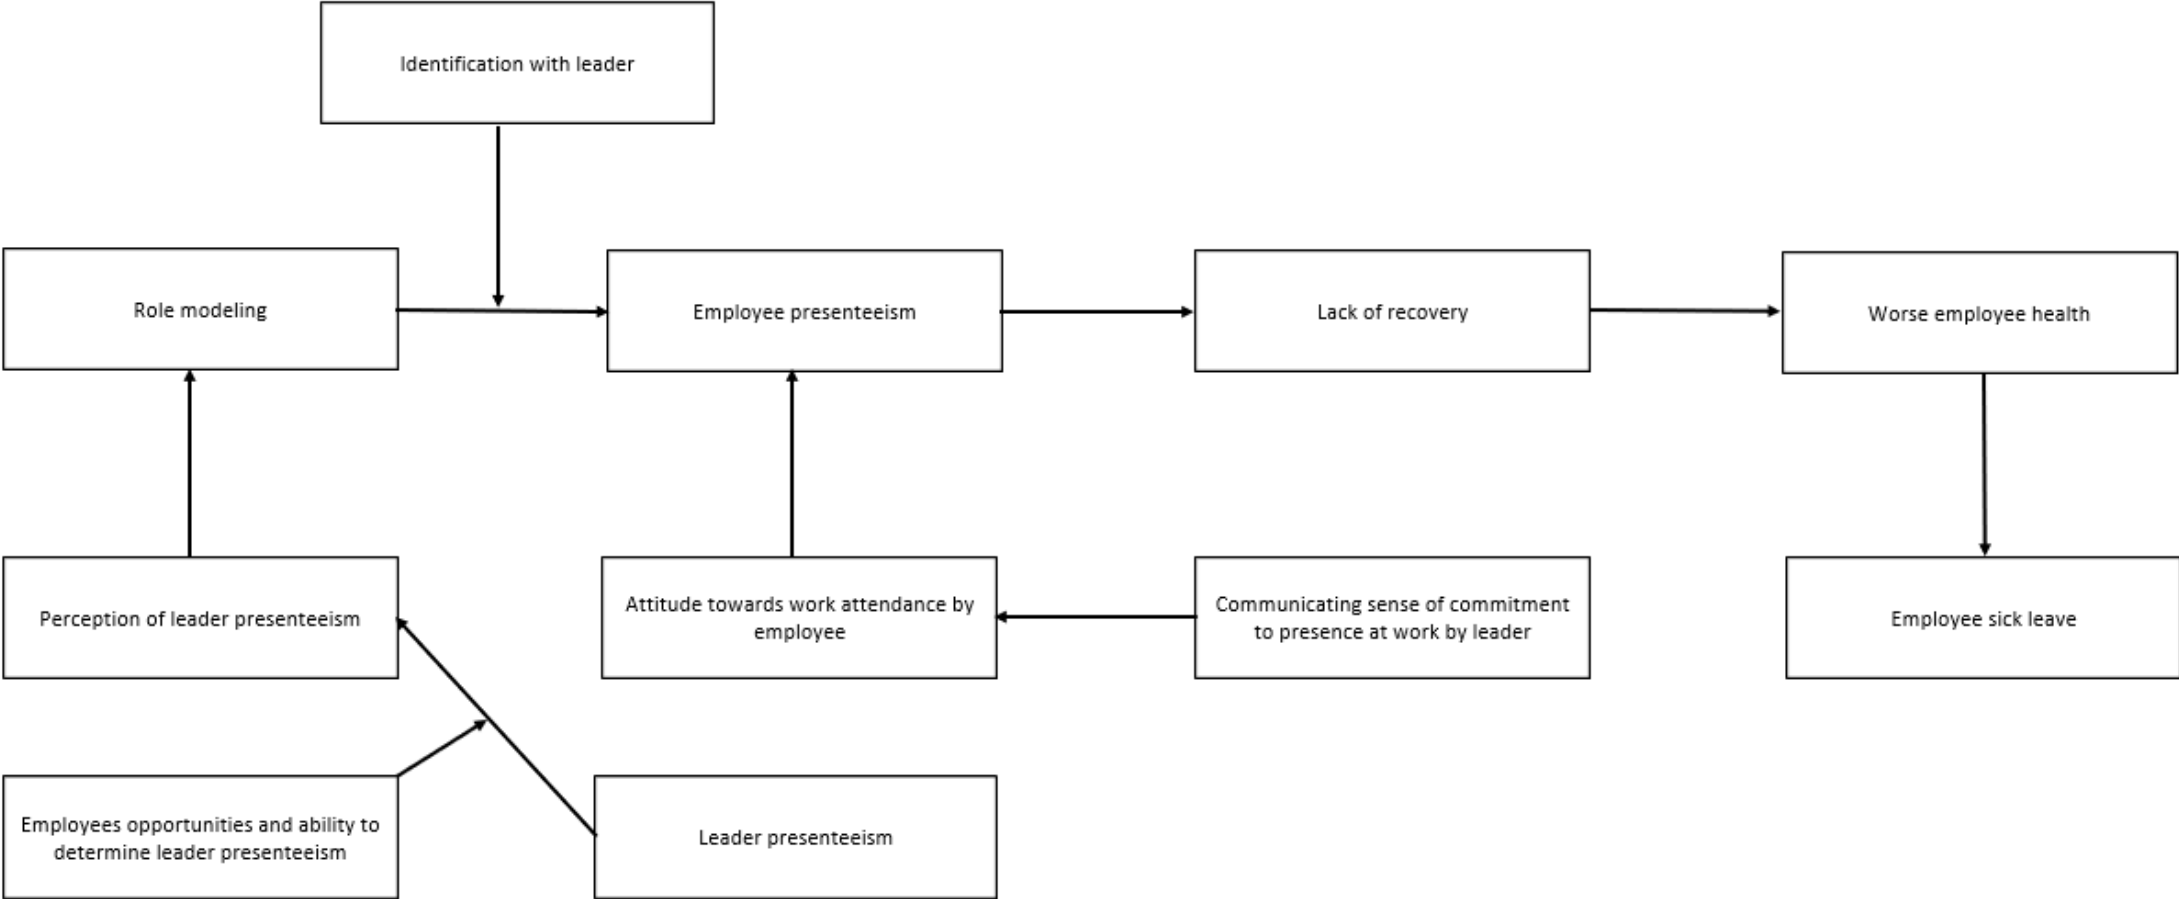 Identification with leader
Role modeling
Employee presenteeism
Lack of recovery
Worse employee health
Perception of leader presenteeism
Attitude towards work attendance by
employee
Communicating sense of commitment
to presence at work by leader
Employee sick leave
Employees opportunities and ability to
determine leader presenteeism
Leader presenteeism